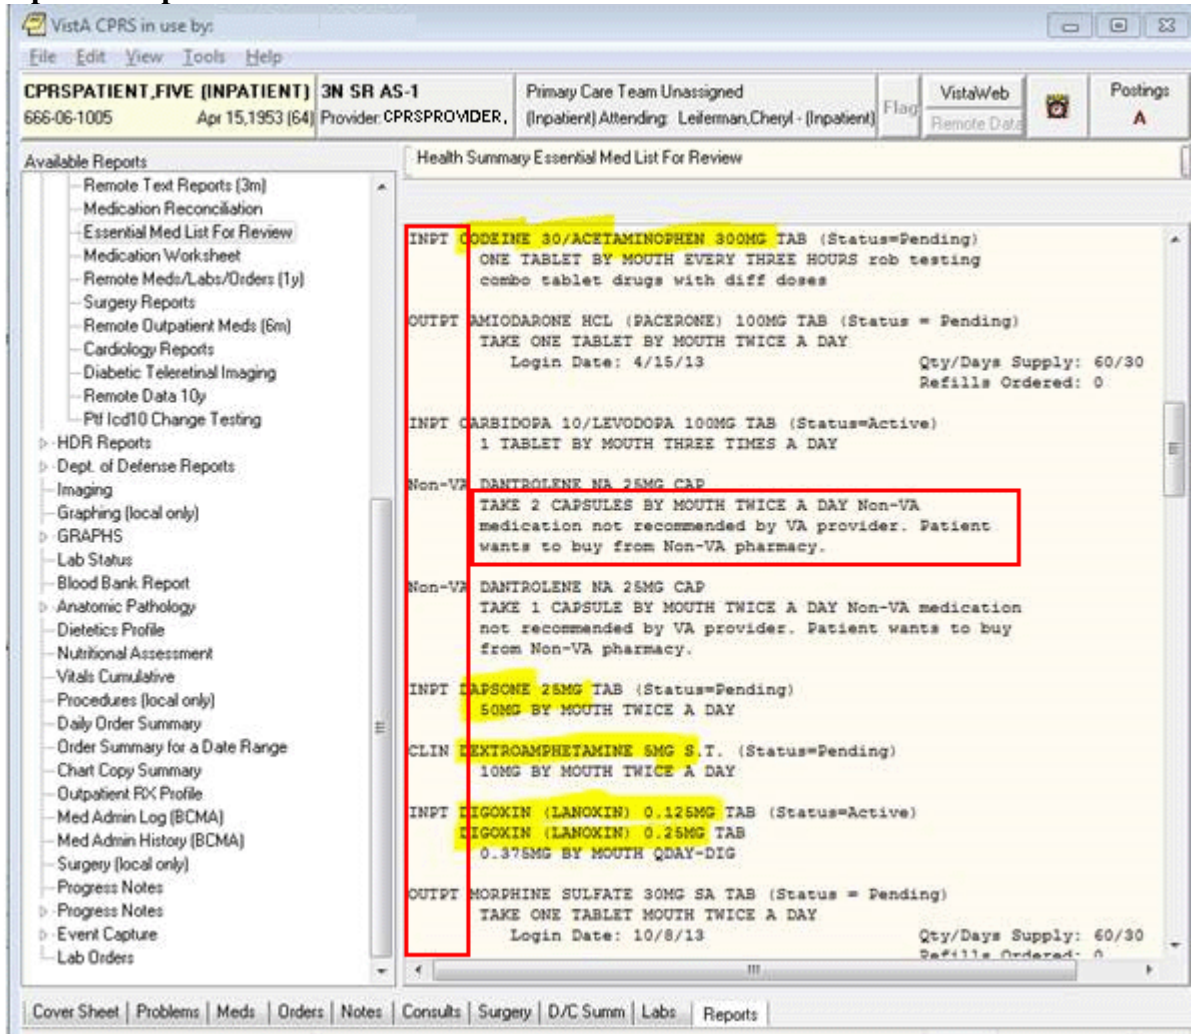 VistA CPRS in use by:
File Edit View Tools Help
CPRSPATIENT,FIVE (INPATIENT) 3N SR AS-1 Primary Care Team Unassigned Flag VistaWeb Postings
666-06-1005 Apr 15,1953 (64) Provider: CPRSPROVIDER, (Inpatient) Attending: Leiferman,Cheryl - (Inpatient) Remote Data A
Available Reports
Remote Text Reports (3m)
Medication Reconciliation
Essential Med List For Review
Medication Worksheet
Remote Meds/Labs/Orders (1y)
Surgery Reports
Remote Outpatient Meds (6m)
Cardiology Reports
Diabetic Teleretinal Imaging
Remote Data 10y
Ptf Icd10 Change Testing
HDR Reports
Dept. of Defense Reports
Imaging
Graphing (local only)
GRAPHS
Lab Status
Blood Bank Report
Anatomic Pathology
Dietetics Profile
Nutritional Assessment
Vitals Cumulative
Procedures (local only)
Daily Order Summary
Order Summary for a Date Range
Chart Copy Summary
Outpatient RX Profile
Med Admin Log (BCMA)
Med Admin History (BCMA)
Surgery (local only)
Progress Notes
Progress Notes
Event Capture
Lab Orders
Health Summary Essential Med List For Review
INPT CODEINE 30/ACETAMINOPHEN 300MG TAB (Status=Pending)
ONE TABLET BY MOUTH EVERY THREE HOURS rob testing
combo tablet drugs with diff doses
OUTPT AMIODARONE HCL (PACERONE) 100MG TAB (Status = Pending)
TAKE ONE TABLET BY MOUTH TWICE A DAY
Login Date: 4/15/13 Qty/Days Supply: 60/30
Refills Ordered: 0
INPT CARBIDOPA 10/LEVODOPA 100MG TAB (Status=Active)
1 TABLET BY MOUTH THREE TIMES A DAY
Non-VA DANTROLENE NA 25MG CAP
TAKE 2 CAPSULES BY MOUTH TWICE A DAY Non-VA
medication not recommended by VA provider. Patient
wants to buy from Non-VA pharmacy.
Non-VA DANTROLENE NA 25MG CAP
TAKE 1 CAPSULE BY MOUTH TWICE A DAY Non-VA medication
not recommended by VA provider. Patient wants to buy
from Non-VA pharmacy.
INPT DAPSONE 25MG TAB (Status=Pending)
50MG BY MOUTH TWICE A DAY
CLIN DEXTROAMPHETAMINE 5MG S.T. (Status=Pending)
10MG BY MOUTH TWICE A DAY
INPT DIGOXIN (LANOXIN) 0.125MG TAB (Status=Active)
DIGOXIN (LANOXIN) 0.25MG TAB
0.375MG BY MOUTH QDAY-DIG
OUTPT MORPHINE SULFATE 30MG SA TAB (Status = Pending)
TAKE ONE TABLET MOUTH TWICE A DAY
Login Date: 10/8/13 Qty/Days Supply: 60/30
Refills Ordered: 0
Cover Sheet Problems Meds Orders Notes Consults Surgery D/C Summ Labs Reports